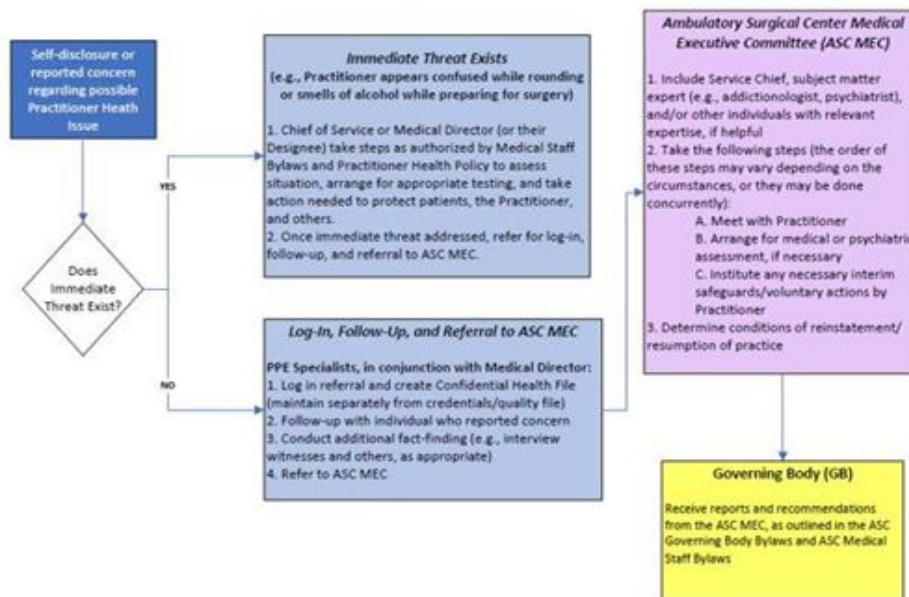 Self-disclosure or
reported concern
regarding possible
Practitioner Heath
Issue
Does
Immediate
Threat Exist?
YES
NO
Immediate Threat Exists
(e.g., Practitioner appears confused while rounding
or smells of alcohol while preparing for surgery)
1. Chief of Service or Medical Director (or their
Designee) take steps as authorized by Medical Staff
Bylaws and Practitioner Health Policy to assess
situation, arrange for appropriate testing, and take
action needed to protect patients, the Practitioner,
and others.
2. Once immediate threat addressed, refer for log-in,
follow-up, and referral to ASC MEC.
Log-In, Follow-Up, and Referral to ASC MEC
PPE Specialists, in conjunction with Medical Director:
1. Log in referral and create Confidential Health File
(maintain separately from credentials/quality file)
2. Follow-up with individual who reported concern
3. Conduct additional fact-finding (e.g., interview
witnesses and others, as appropriate)
4. Refer to ASC MEC
Ambulatory Surgical Center Medical
Executive Committee (ASC MEC)
1. Include Service Chief, subject matter
expert (e.g., addictionologist, psychiatrist),
and/or other individuals with relevant
expertise, if helpful
2. Take the following steps (the order of
these steps may vary depending on the
circumstances, or they may be done
concurrently):
A. Meet with Practitioner
B. Arrange for medical or psychiatric
assessment, if necessary
C. Institute any necessary interim
safeguards/voluntary actions by
Practitioner
3. Determine conditions of reinstatement/
resumption of practice
Governing Body (GB)
Receive reports and recommendations
from the ASC MEC, as outlined in the ASC
Governing Body Bylaws and ASC Medical
Staff Bylaws